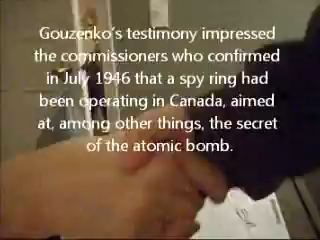 Gouzenko's testimony impressed
the commissioners who confirmed
in July 1946 that a spy ring had
been operating in Canada, aimed
at, among other things, the secret
of the atomic bomb.